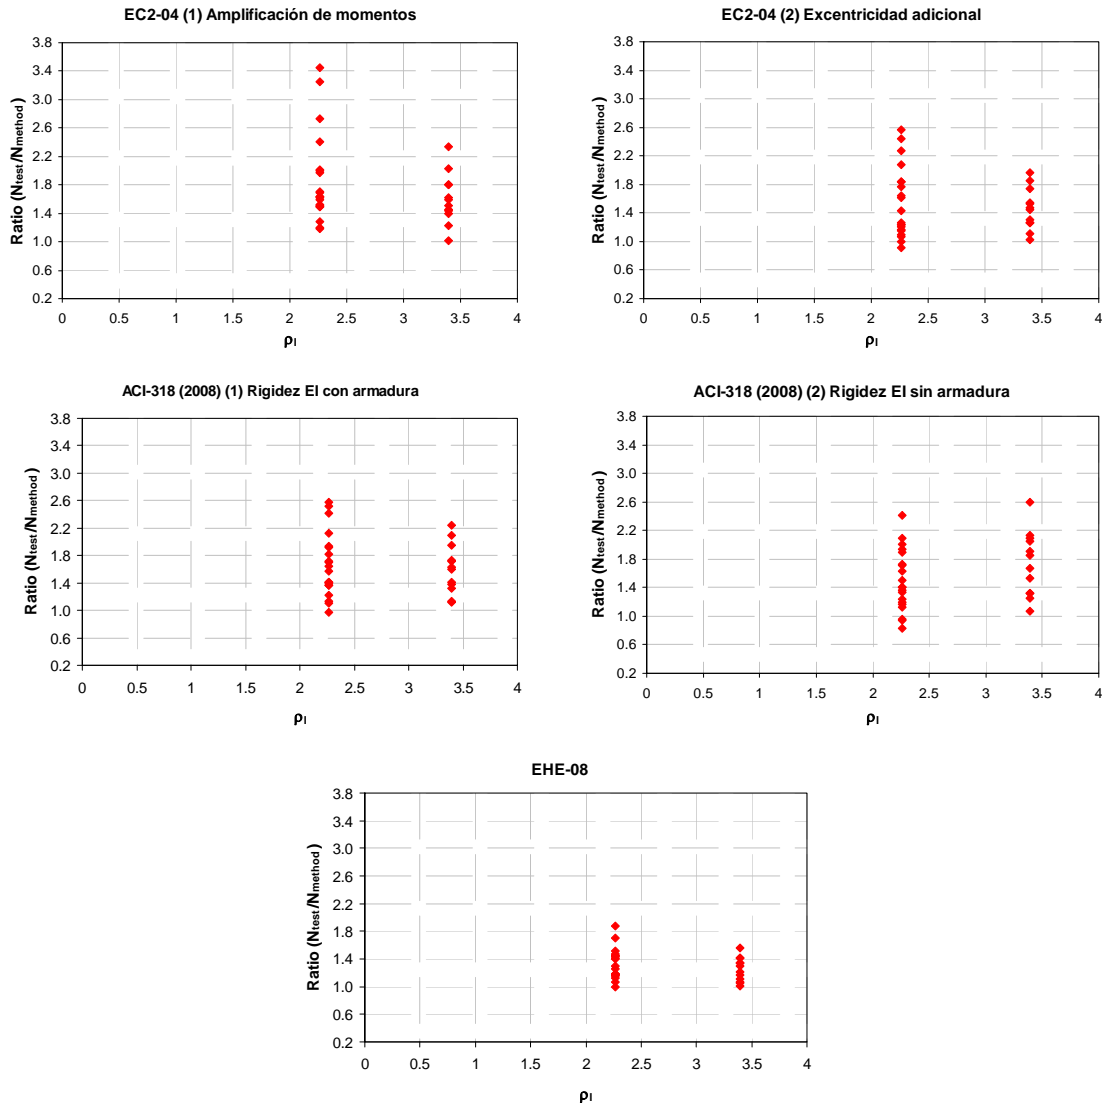 EC2-04 (1) Amplificación de momentos
Ratio (Ntest/Nmethod)
3.8
3.4
3.0
2.6
2.2
1.8
1.4
1.0
0.6
0.2
0 0.5 1 1.5 2 2.5 3 3.5 4
ρl
EC2-04 (2) Excentricidad adicional
Ratio (Ntest/Nmethod)
3.8
3.4
3.0
2.6
2.2
1.8
1.4
1.0
0.6
0.2
0 0.5 1 1.5 2 2.5 3 3.5 4
ρl
ACI-318 (2008) (1) Rigidez EI con armadura
Ratio (Ntest/Nmethod)
3.8
3.4
3.0
2.6
2.2
1.8
1.4
1.0
0.6
0.2
0 0.5 1 1.5 2 2.5 3 3.5 4
ρl
ACI-318 (2008) (2) Rigidez EI sin armadura
Ratio (Ntest/Nmethod)
3.8
3.4
3.0
2.6
2.2
1.8
1.4
1.0
0.6
0.2
0 0.5 1 1.5 2 2.5 3 3.5 4
ρl
EHE-08
Ratio (Ntest/Nmethod)
3.8
3.4
3.0
2.6
2.2
1.8
1.4
1.0
0.6
0.2
0 0.5 1 1.5 2 2.5 3 3.5 4
ρl